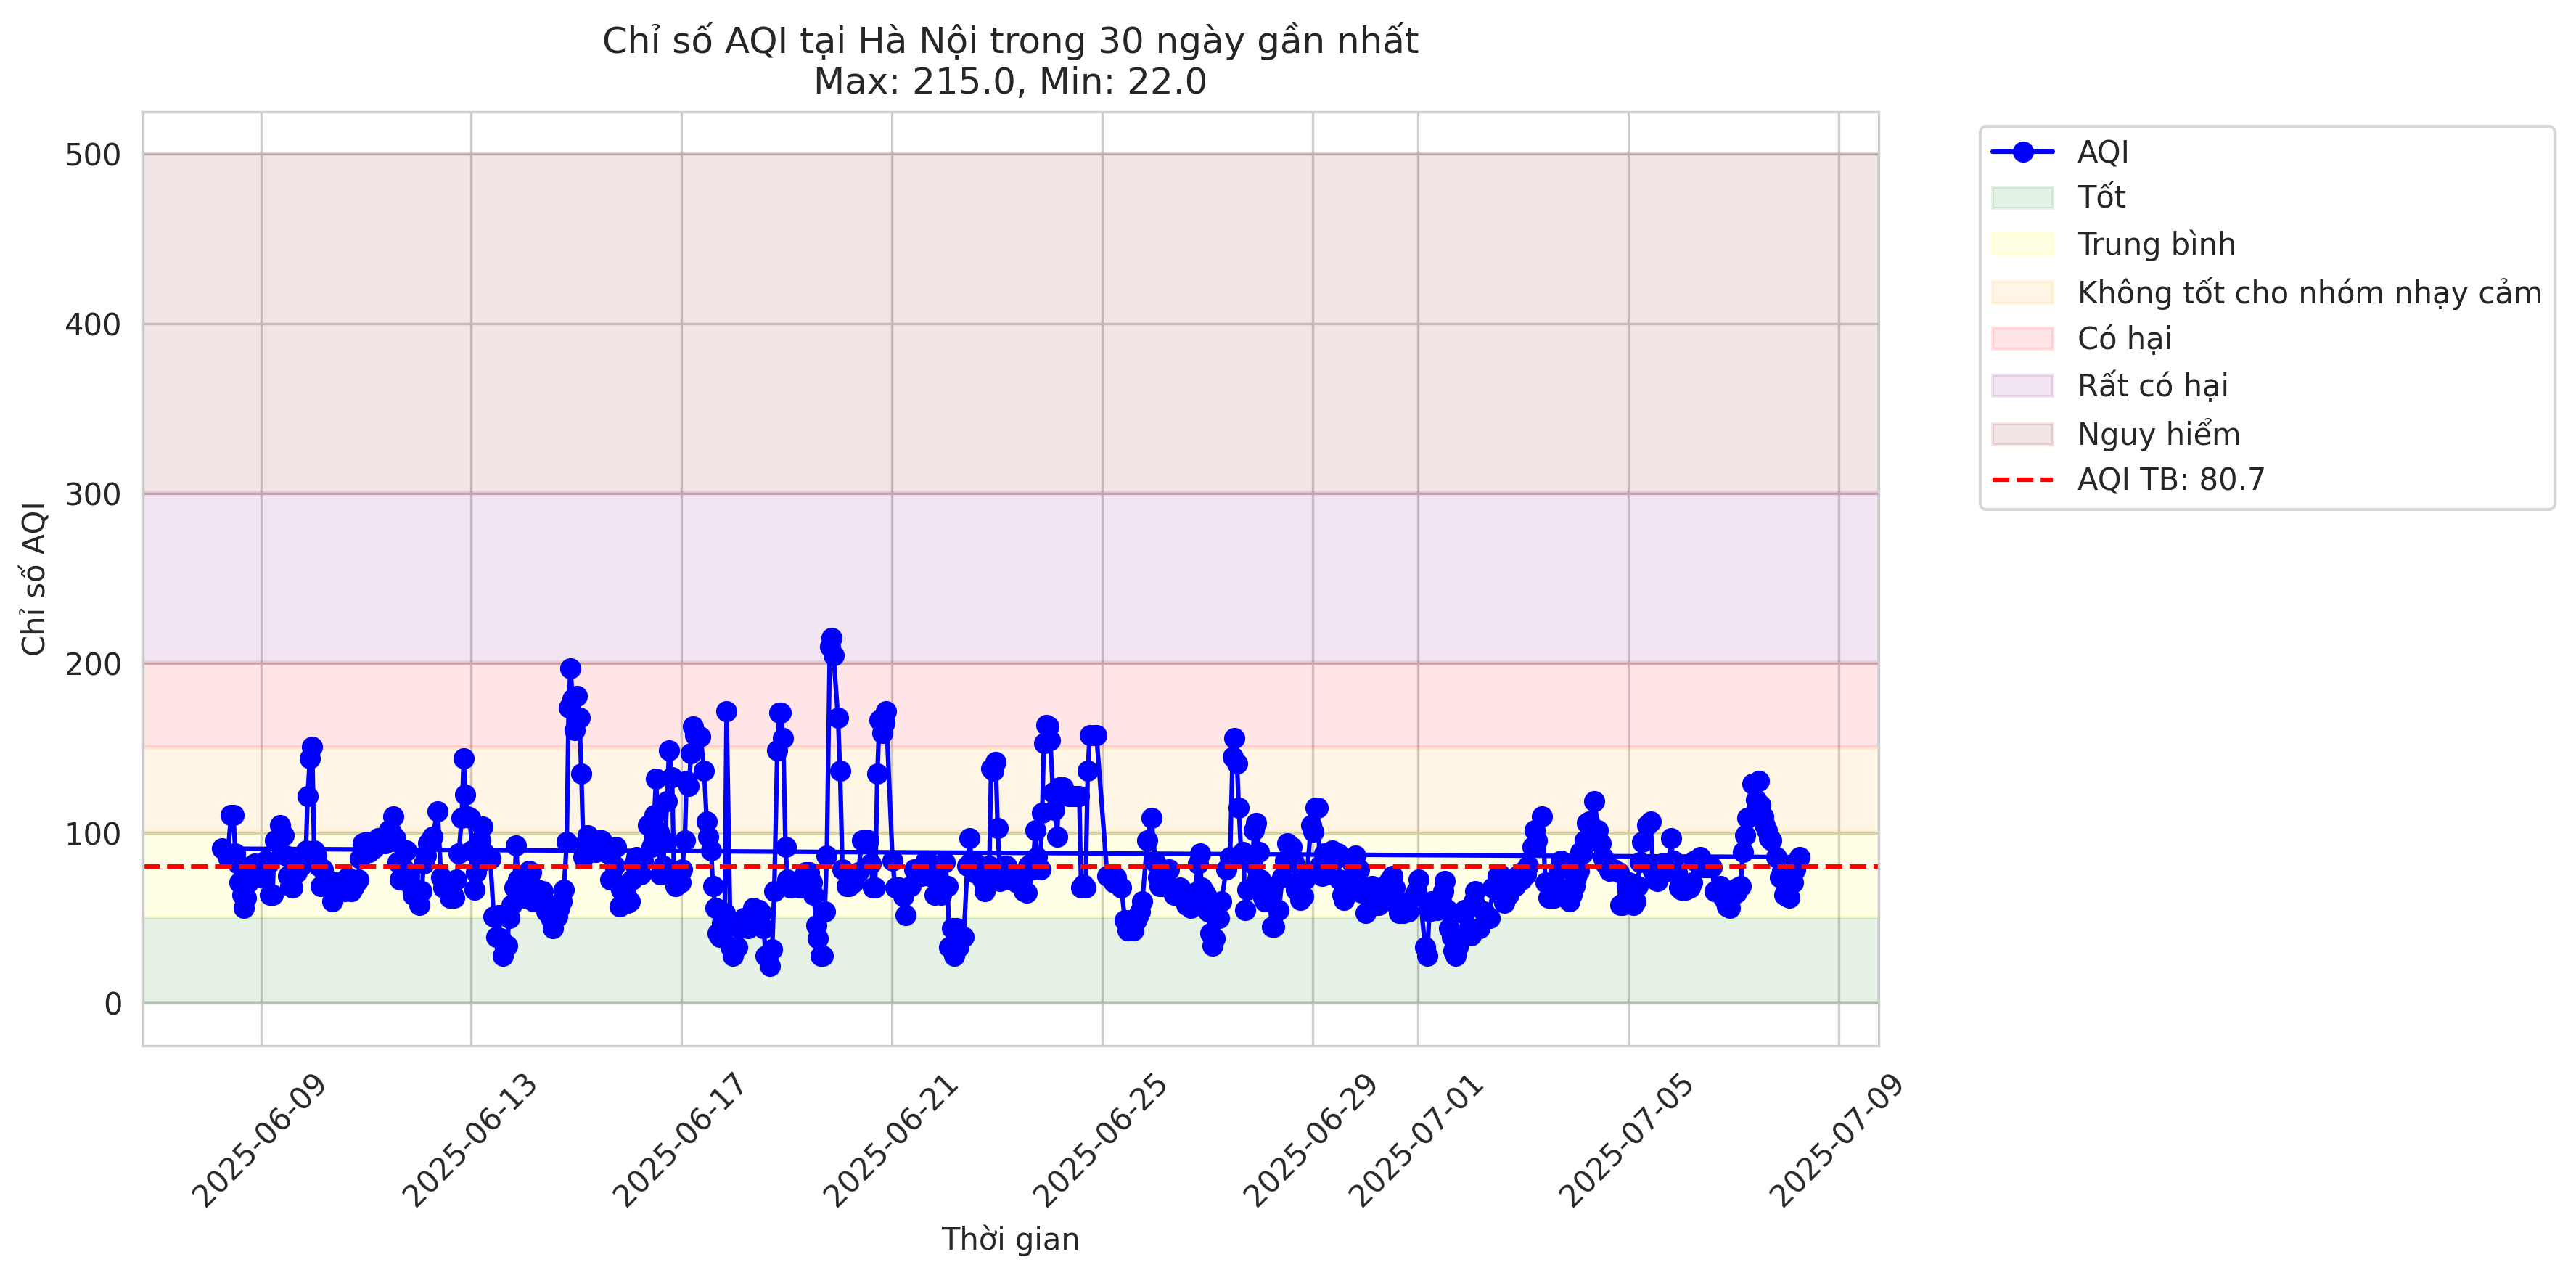 Chỉ số AQI tại Hà Nội trong 30 ngày gần nhất
Max: 215.0, Min: 22.0
500
400
300
200
100
0
Chỉ số AQI
2025-06-09
2025-06-13
2025-06-17
2025-06-21
2025-06-25
2025-06-29
2025-07-01
2025-07-05
2025-07-09
Thời gian
AQI
Tốt
Trung bình
Không tốt cho nhóm nhạy cảm
Có hại
Rất có hại
Nguy hiểm
AQI TB: 80.7